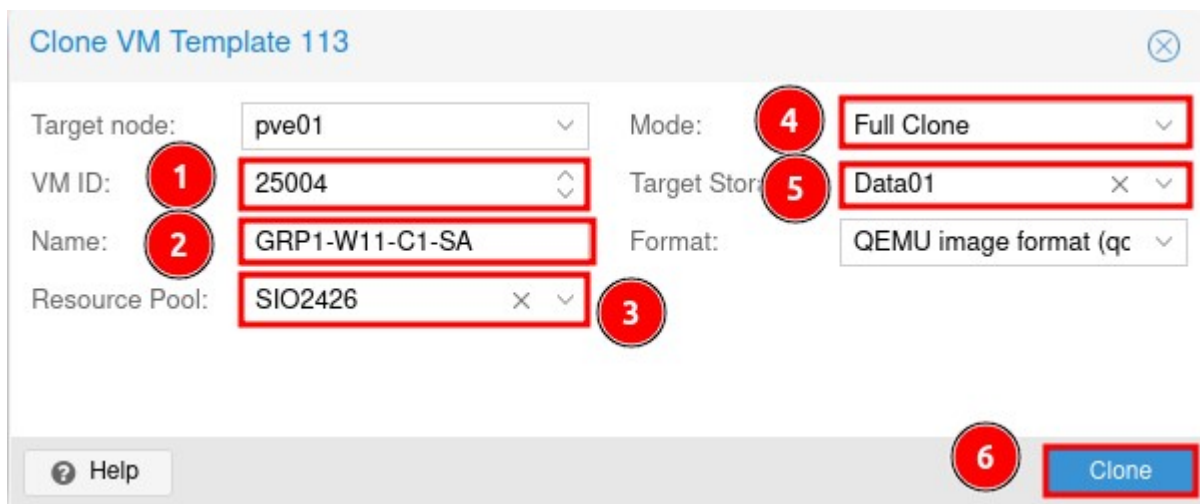 Clone VM Template 113
Target node: pve01 Mode: 4 Full Clone
VM ID: 1 25004 Target Stora 5 Data01
Name: 2 GRP1-W11-C1-SA Format: QEMU image format (qc
Resource Pool: SIO2426 3
Help 6 Clone